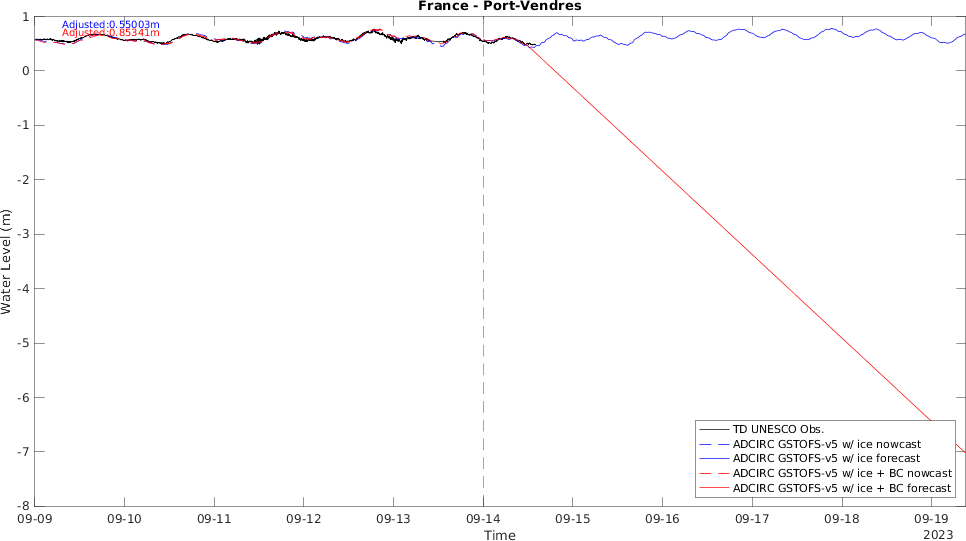 France - Port-Vendres
Adjusted:0.55003m
Adjusted:0.85341m
1
0
-1
-2
-3
-4
-5
-6
-7
-8
Water Level (m)
09-09 09-10 09-11 09-12 09-13 09-14 09-15 09-16 09-17 09-18 09-19
2023
Time
TD UNESCO Obs.
ADCIRC GSTOFS-v5 w/ ice nowcast
ADCIRC GSTOFS-v5 w/ ice forecast
ADCIRC GSTOFS-v5 w/ ice + BC nowcast
ADCIRC GSTOFS-v5 w/ ice + BC forecast